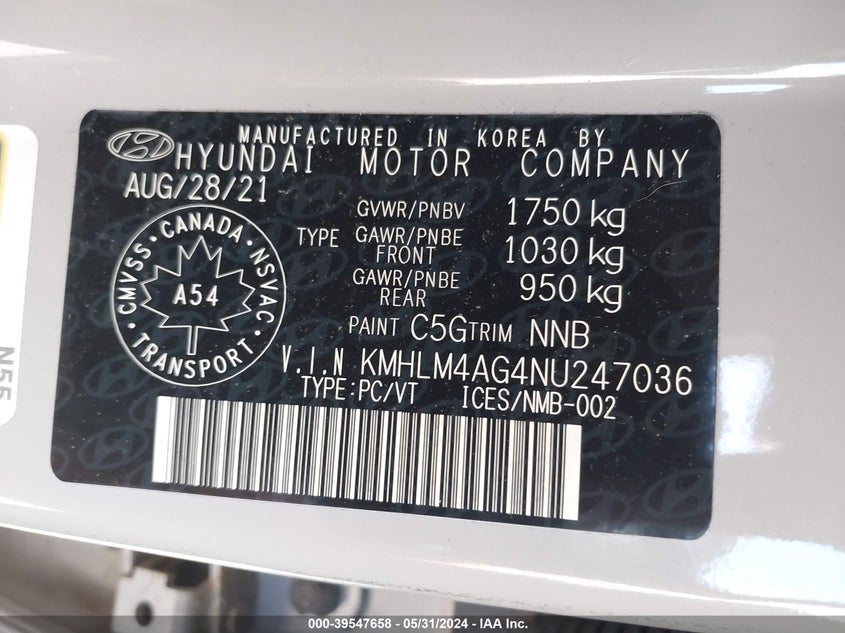 MANUFACTURED IN KOREA BY
HYUNDAI MOTOR COMPANY
AUG/28/21
GVWR/PNBV 1750 kg
TYPE GAWR/PNBE FRONT 1030 kg
GAWR/PNBE REAR 950 kg
CMVSS · CANADA · NSVAC · TRANSPORT ·
A54
PAINT C5G TRIM NNB
V.I.N KMHLM4AG4NU247036
TYPE:PC/VT ICES/NMB-002
N55
000-39547658 - 05/31/2024 - IAA Inc.